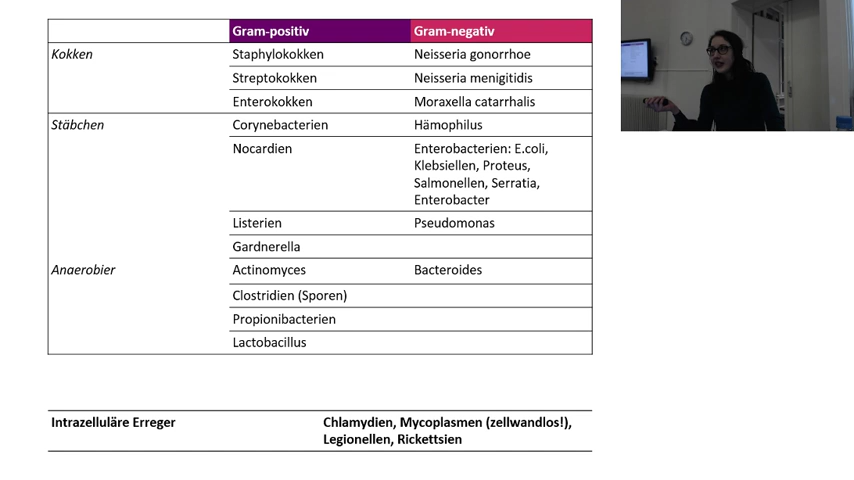 Gram-positiv Gram-negativ
Kokken Staphylokokken Neisseria gonorrhoe
Streptokokken Neisseria menigitidis
Enterokokken Moraxella catarrhalis
Stäbchen Corynebacterien Hämophilus
Nocardien Enterobacterien: E.coli,
Klebsiellen, Proteus,
Salmonellen, Serratia,
Enterobacter
Listerien Pseudomonas
Gardnerella
Anaerobier Actinomyces Bacteroides
Clostridien (Sporen)
Propionibacterien
Lactobacillus
Intrazelluläre Erreger Chlamydien, Mycoplasmen (zellwandlos!),
Legionellen, Rickettsien